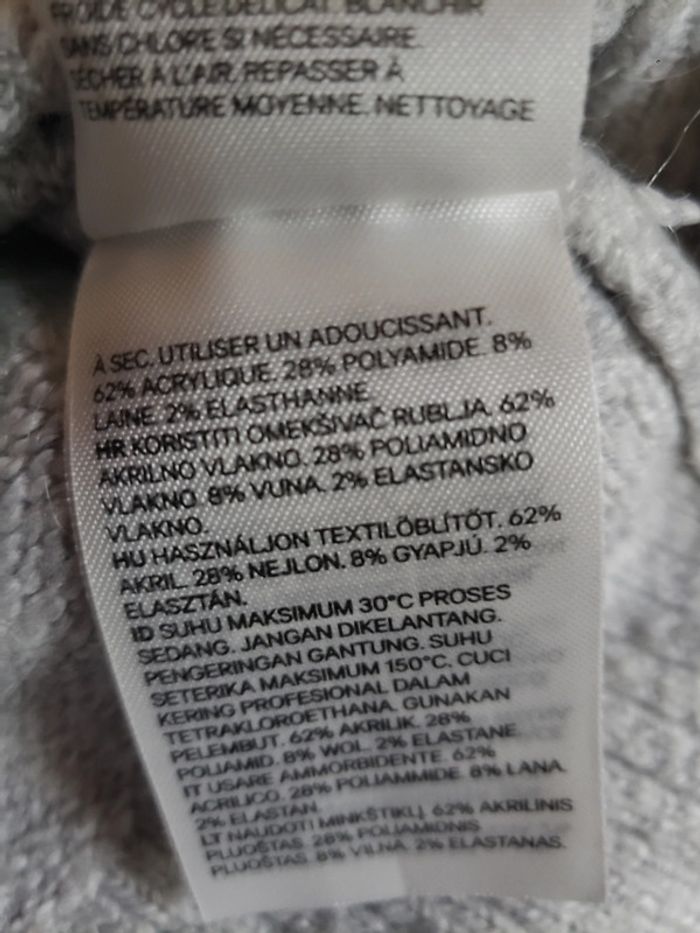 FROIDE CYCLE DÉLICAT. BLANCHIR
SANS CHLORE SI NÉCESSAIRE.
SÉCHER À L'AIR. REPASSER À
TEMPÉRATURE MOYENNE. NETTOYAGE
À SEC. UTILISER UN ADOUCISSANT.
62% ACRYLIQUE. 28% POLYAMIDE. 8%
LAINE. 2% ELASTHANNE.
HR KORISTITI OMEKŠIVAČ RUBLJA. 62%
AKRILNO VLAKNO. 28% POLIAMIDNO
VLAKNO. 8% VUNA. 2% ELASTANSKO
VLAKNO.
HU HASZNÁLJON TEXTILÖBLÍTŐT. 62%
AKRIL. 28% NEJLON. 8% GYAPJÚ. 2%
ELASZTÁN.
ID SUHU MAKSIMUM 30°C PROSES
SEDANG. JANGAN DIKELANTANG.
PENGERINGAN GANTUNG. SUHU
SETERIKA MAKSIMUM 150°C. CUCI
KERING PROFESIONAL DALAM
TETRAKLOROETHANA. GUNAKAN
PELEMBUT. 62% AKRILIK. 28%
POLIAMID. 8% WOL. 2% ELASTANE.
IT USARE AMMORBIDENTE. 62%
ACRILICO. 28% POLIAMMIDE. 8% LANA.
2% ELASTAN.
LT NAUDOTI MINKŠTIKLĮ. 62% AKRILINIS
PLUOŠTAS. 28% POLIAMIDNIS
PLUOŠTAS. 8% VILNA. 2% ELASTANAS.